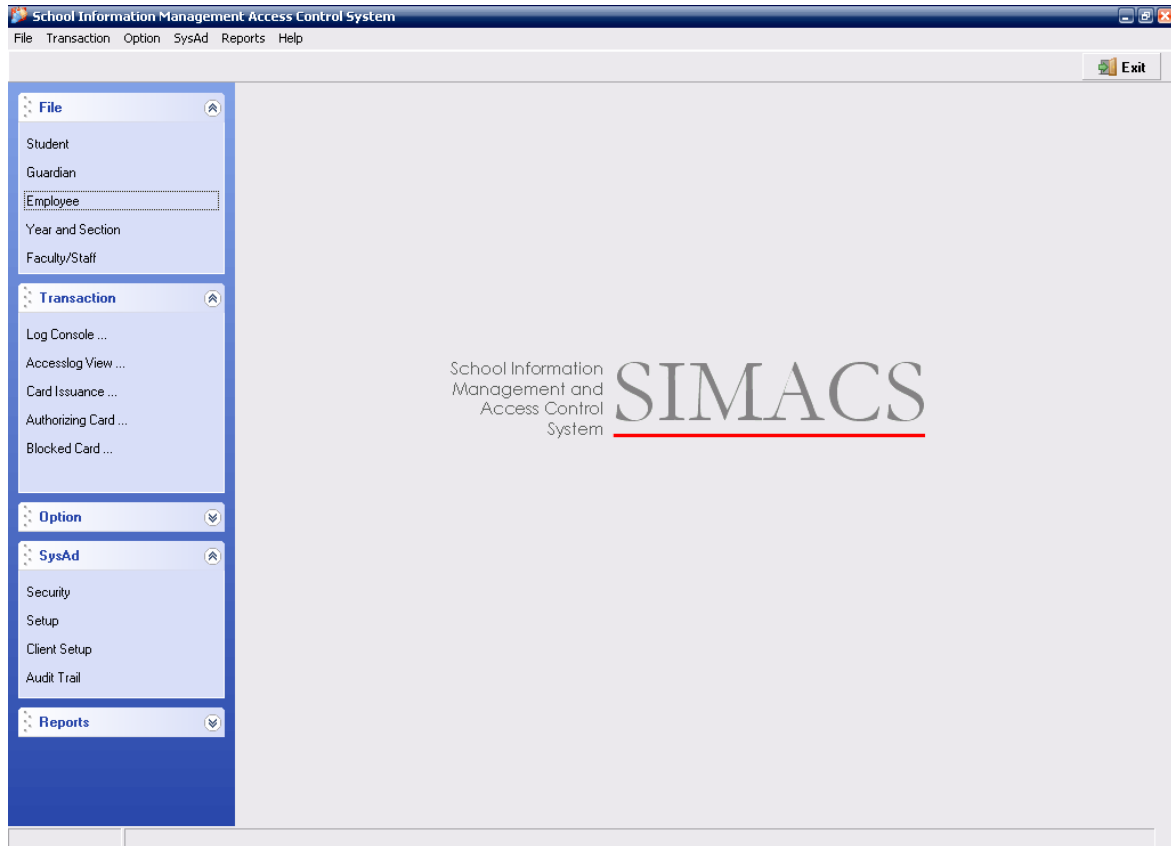 School Information Management Access Control System
File Transaction Option SysAd Reports Help
Exit
File
Student
Guardian
Employee
Year and Section
Faculty/Staff
Transaction
Log Console ...
Accesslog View ...
Card Issuance ...
Authorizing Card ...
Blocked Card ...
Option
SysAd
Security
Setup
Client Setup
Audit Trail
Reports
School Information
Management and
Access Control
System
SIMACS